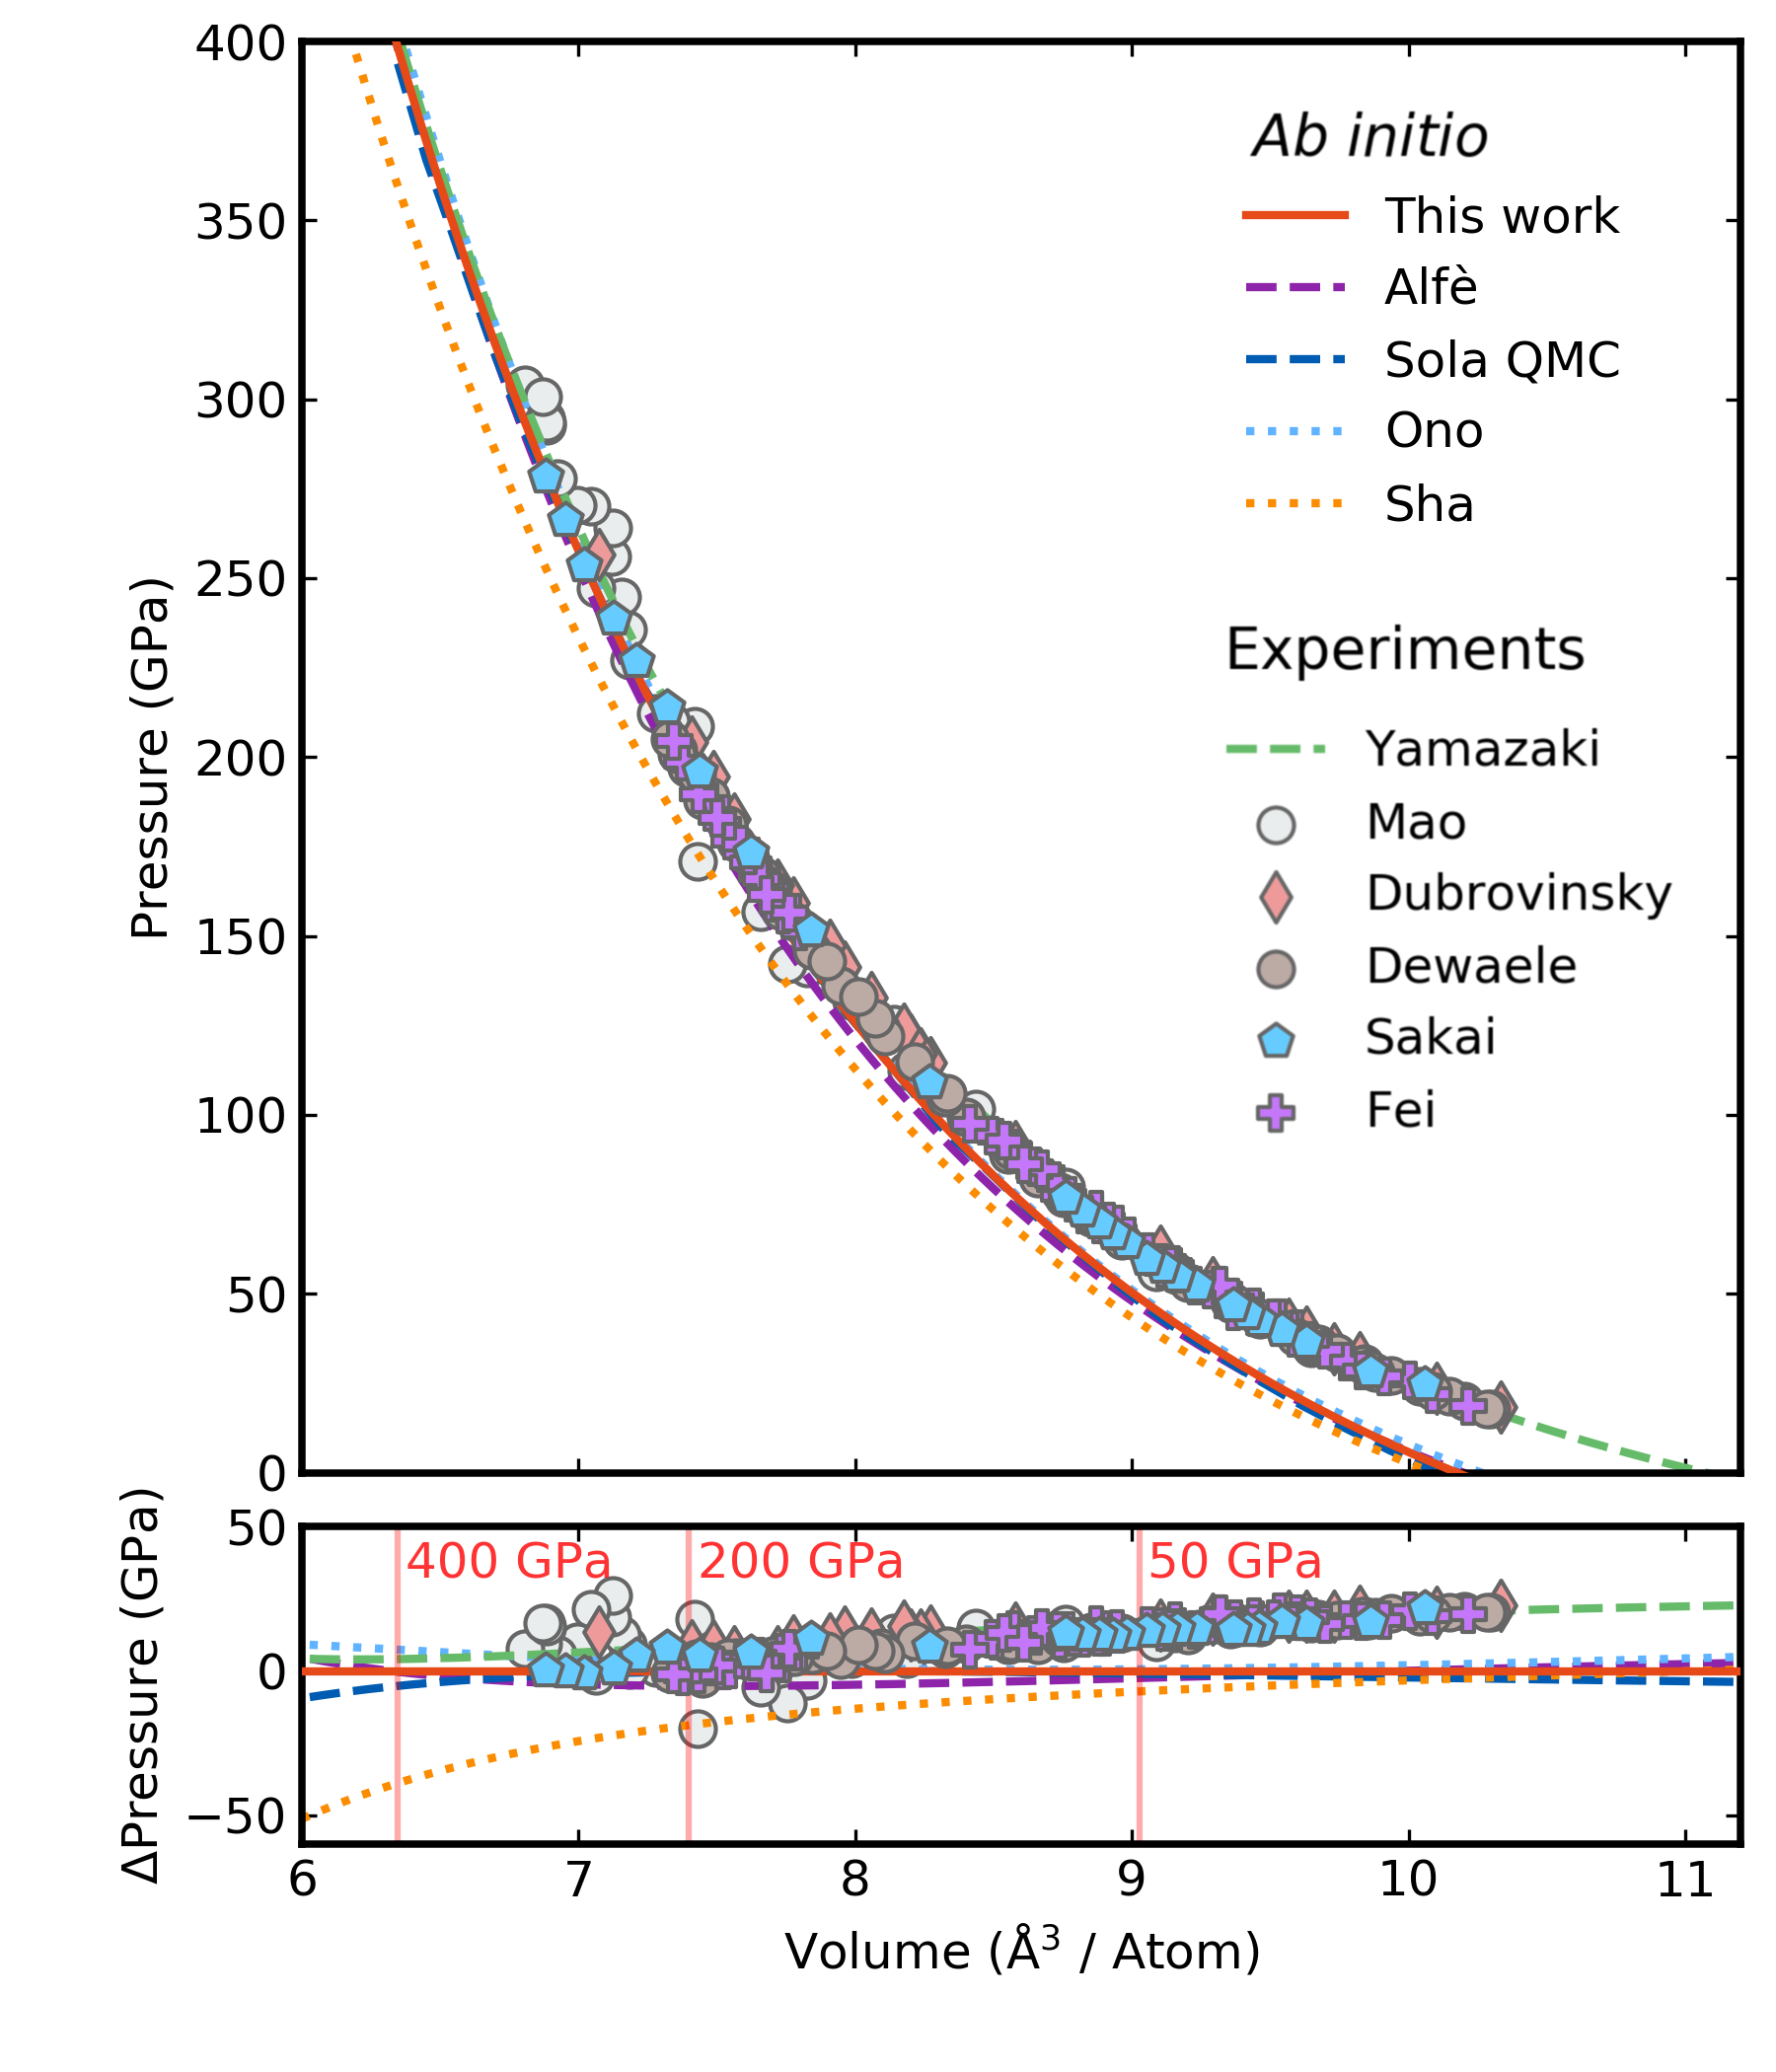 400
350
300
250
200
150
100
50
0
Pressure (GPa)
Ab initio
This work
Alfè
Sola QMC
Ono
Sha
Experiments
Yamazaki
Mao
Dubrovinsky
Dewaele
Sakai
Fei
50
0
−50
ΔPressure (GPa)
400 GPa
200 GPa
50 GPa
6 7 8 9 10 11
Volume (Å³ / Atom)